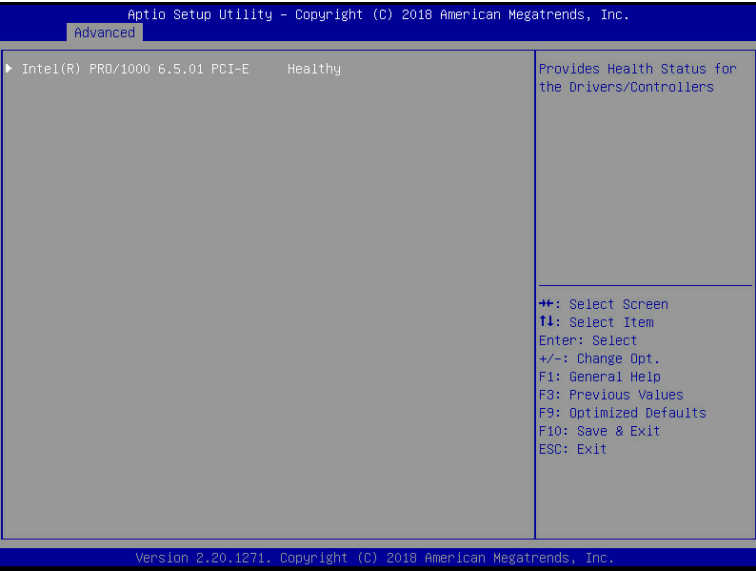 Aptio Setup Utility – Copyright (C) 2018 American Megatrends, Inc.
Advanced
Intel(R) PRO/1000 6.5.01 PCI-E Healthy
Provides Health Status for
the Drivers/Controllers
→←: Select Screen
↑↓: Select Item
Enter: Select
+/-: Change Opt.
F1: General Help
F3: Previous Values
F9: Optimized Defaults
F10: Save & Exit
ESC: Exit
Version 2.20.1271. Copyright (C) 2018 American Megatrends, Inc.